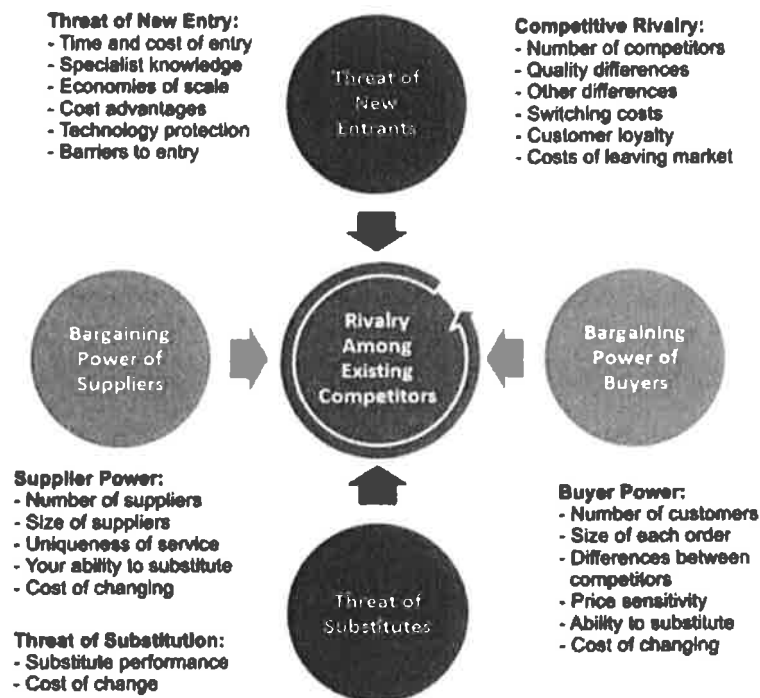 Threat of New Entry:
- Time and cost of entry
- Specialist knowledge
- Economies of scale
- Cost advantages
- Technology protection
- Barriers to entry
Threat of
New
Entrants
Competitive Rivalry:
- Number of competitors
- Quality differences
- Other differences
- Switching costs
- Customer loyalty
- Costs of leaving market
Bargaining
Power of
Suppliers
Rivalry
Among
Existing
Competitors
Bargaining
Power of
Buyers
Supplier Power:
- Number of suppliers
- Size of suppliers
- Uniqueness of service
- Your ability to substitute
- Cost of changing
Threat of Substitution:
- Substitute performance
- Cost of change
Threat of
Substitutes
Buyer Power:
- Number of customers
- Size of each order
- Differences between
competitors
- Price sensitivity
- Ability to substitute
- Cost of changing